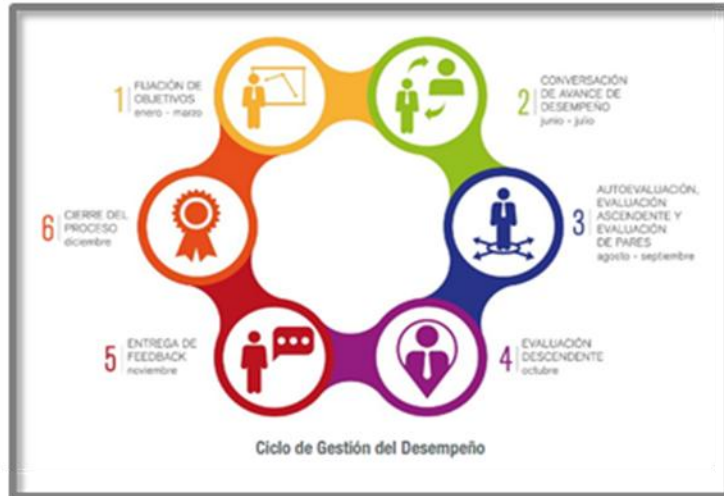 1
FIJACIÓN DE
OBJETIVOS
enero - marzo
2
CONVERSACIÓN
DE AVANCE DE
DESEMPEÑO
junio - julio
3
AUTOEVALUACIÓN,
EVALUACIÓN
ASCENDENTE Y
EVALUACIÓN
DE PARES
agosto - septiembre
4
EVALUACIÓN
DESCENDENTE
octubre
5
ENTREGA DE
FEEDBACK
noviembre
6
CIERRE DEL
PROCESO
diciembre
Ciclo de Gestión del Desempeño